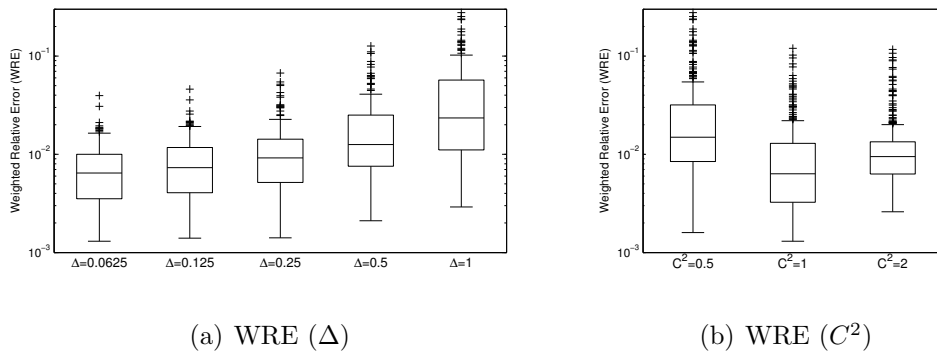 Weighted Relative Error (WRE)
10⁻¹
10⁻²
10⁻³
Δ=0.0625 Δ=0.125 Δ=0.25 Δ=0.5 Δ=1
(a) WRE (Δ)
Weighted Relative Error (WRE)
10⁻¹
10⁻²
10⁻³
C²=0.5 C²=1 C²=2
(b) WRE (C²)